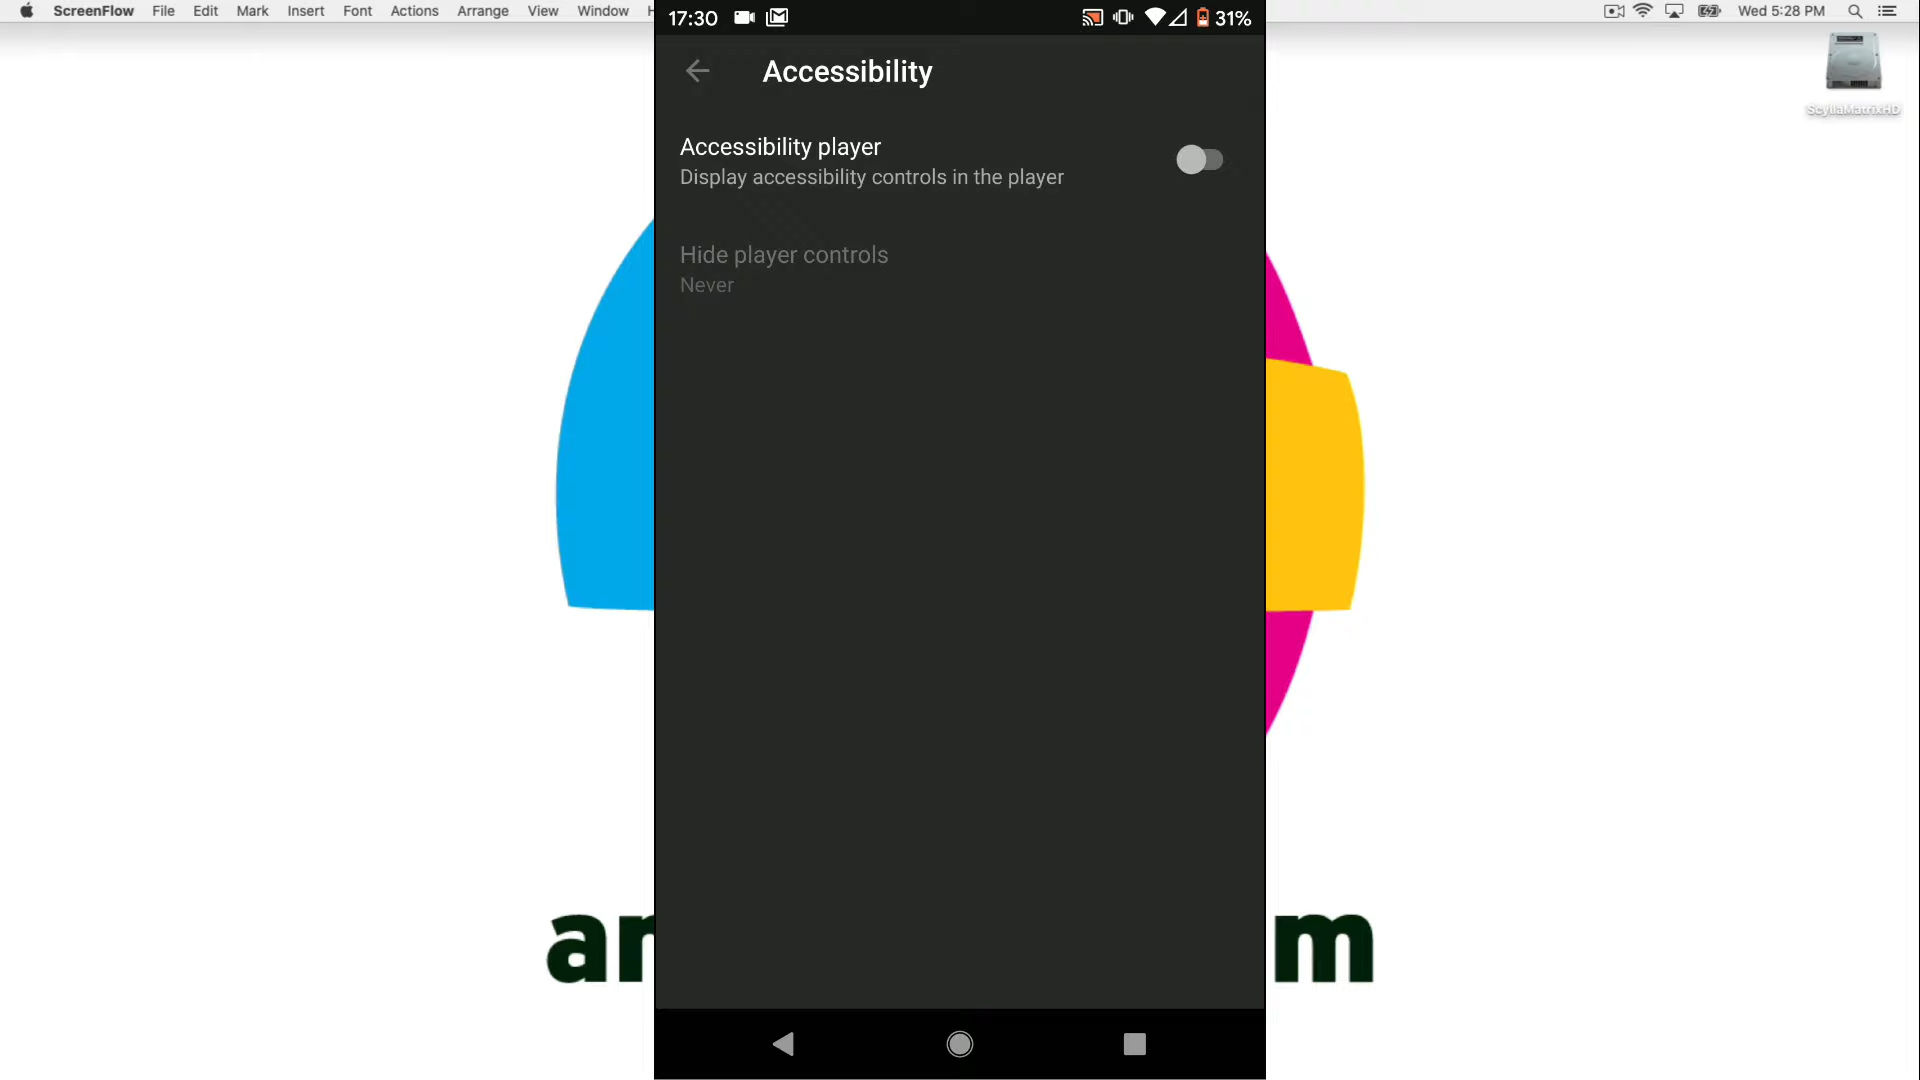 ScreenFlow File Edit Mark Insert Font Actions Arrange View Window
Wed 5:28 PM
17:30
31%
Accessibility
ScyllaMatrixHD
Accessibility player
Display accessibility controls in the player
Hide player controls
Never
m